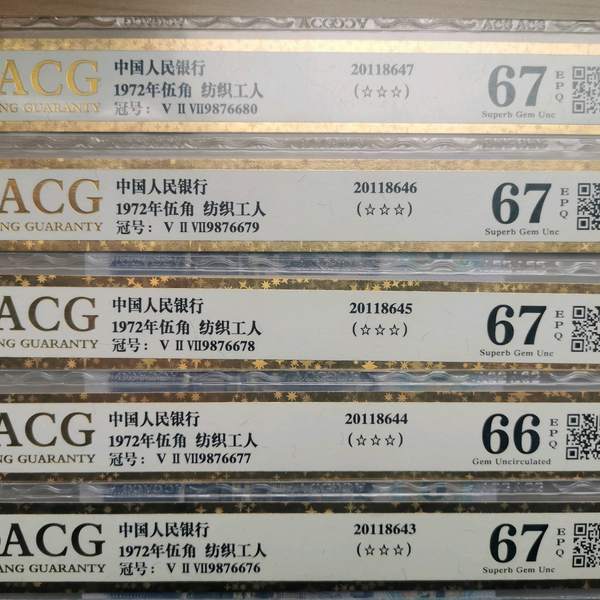 ACG ACG
ACG
NG GUARANTY
中国人民银行
1972年伍角 纺织工人
冠号: V II VII9876680
20118647
(☆☆☆)
67
EPQ
Superb Gem Unc
ACG
NG GUARANTY
中国人民银行
1972年伍角 纺织工人
冠号: V II VII9876679
20118646
(☆☆☆)
67
EPQ
Superb Gem Unc
ACG
NG GUARANTY
中国人民银行
1972年伍角 纺织工人
冠号: V II VII9876678
20118645
(☆☆☆)
67
EPQ
Superb Gem Unc
ACG
NG GUARANTY
中国人民银行
1972年伍角 纺织工人
冠号: V II VII9876677
20118644
(☆☆☆)
66
EPQ
Gem Uncirculated
ACG
NG GUARANTY
中国人民银行
1972年伍角 纺织工人
冠号: V II VII9876676
20118643
(☆☆☆)
67
EPQ
Superb Gem Unc